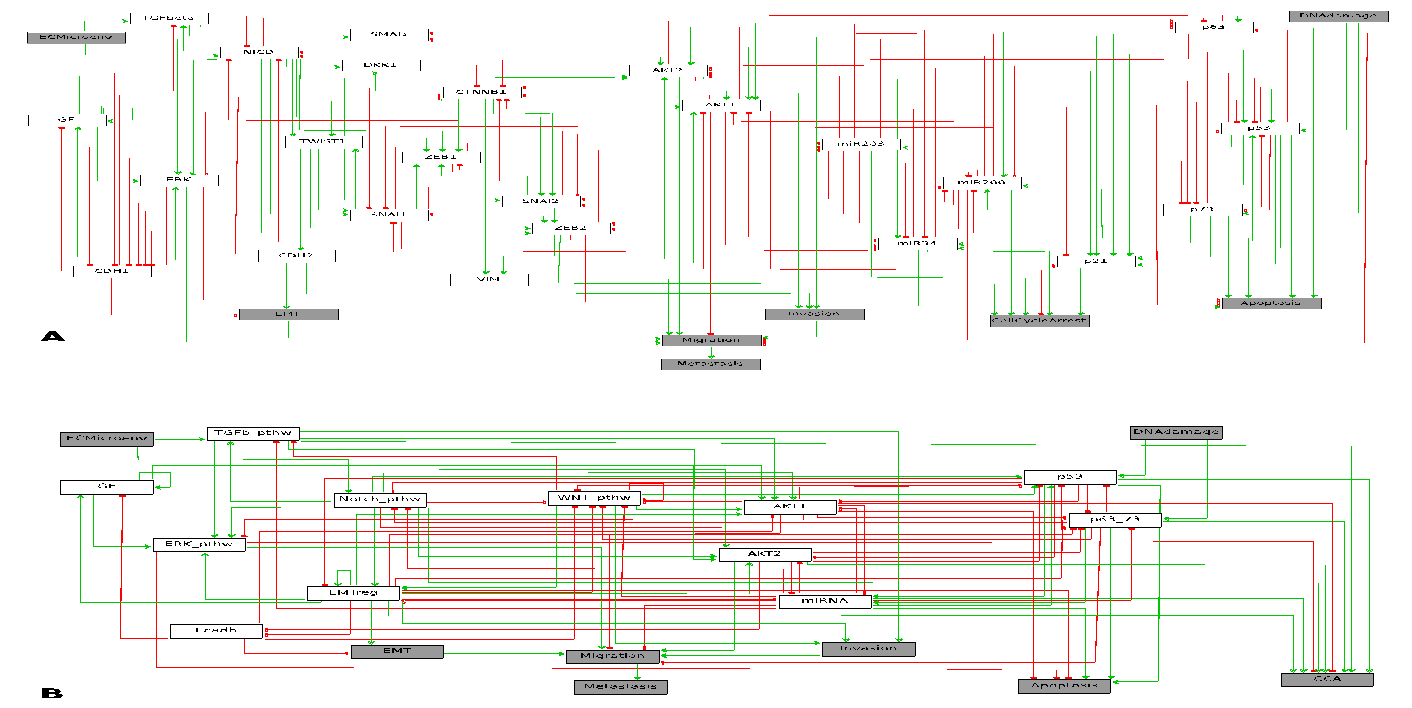 TGFbeta
ECMicroenv
DNAdamage
p63
SMAD
NICD
DKK1
AKT2
CTNNB1
AKT1
GF
p53
TWIST1
miR203
ZEB1
ERK
miR200
SNAI2
p73
SNAI1
ZEB2
miR34
CDH2
p21
CDH1
VIM
Apoptosis
EMT
Invasion
CellCycleArrest
A
Migration
Metastasis
TGFb_pthw
DNAdamage
ECMicroenv
p53
GF
Notch_pthw
WNT_pthw
AKT1
p63_73
ERK_pthw
AKT2
EMTreg
miRNA
Ecadh
EMT
Migration
Invasion
CCA
Metastasis
Apoptosis
B